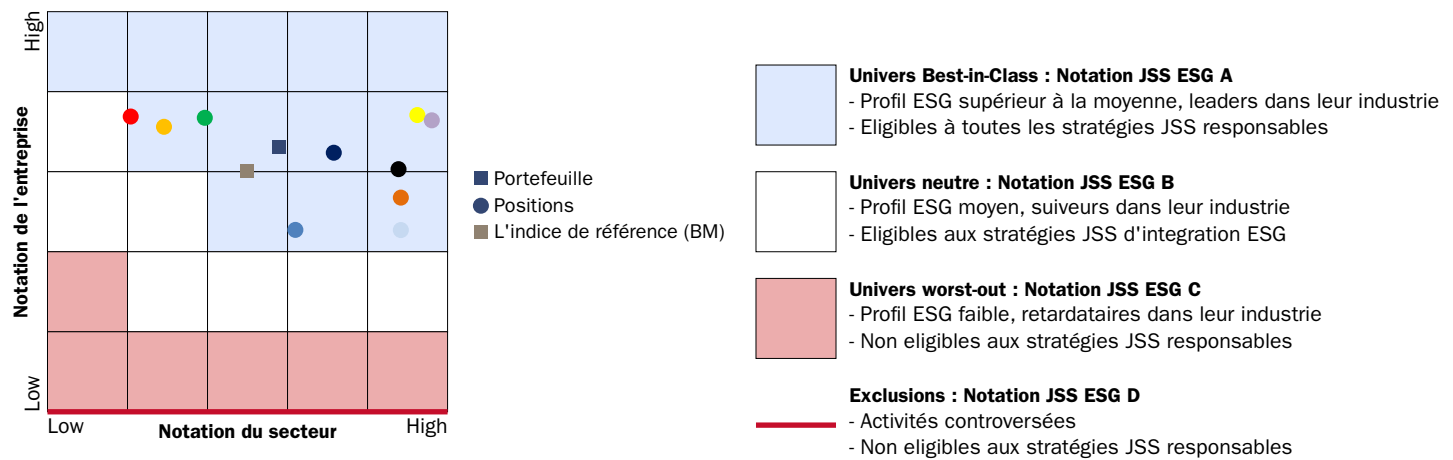 High
Notation de l'entreprise
Low
Low
Notation du secteur
High
Portefeuille
Positions
L'indice de référence (BM)
Univers Best-in-Class : Notation JSS ESG A
- Profil ESG supérieur à la moyenne, leaders dans leur industrie
- Eligibles à toutes les stratégies JSS responsables
Univers neutre : Notation JSS ESG B
- Profil ESG moyen, suiveurs dans leur industrie
- Eligibles aux stratégies JSS d'integration ESG
Univers worst-out : Notation JSS ESG C
- Profil ESG faible, retardataires dans leur industrie
- Non eligibles aux stratégies JSS responsables
Exclusions : Notation JSS ESG D
- Activités controversées
- Non eligibles aux stratégies JSS responsables